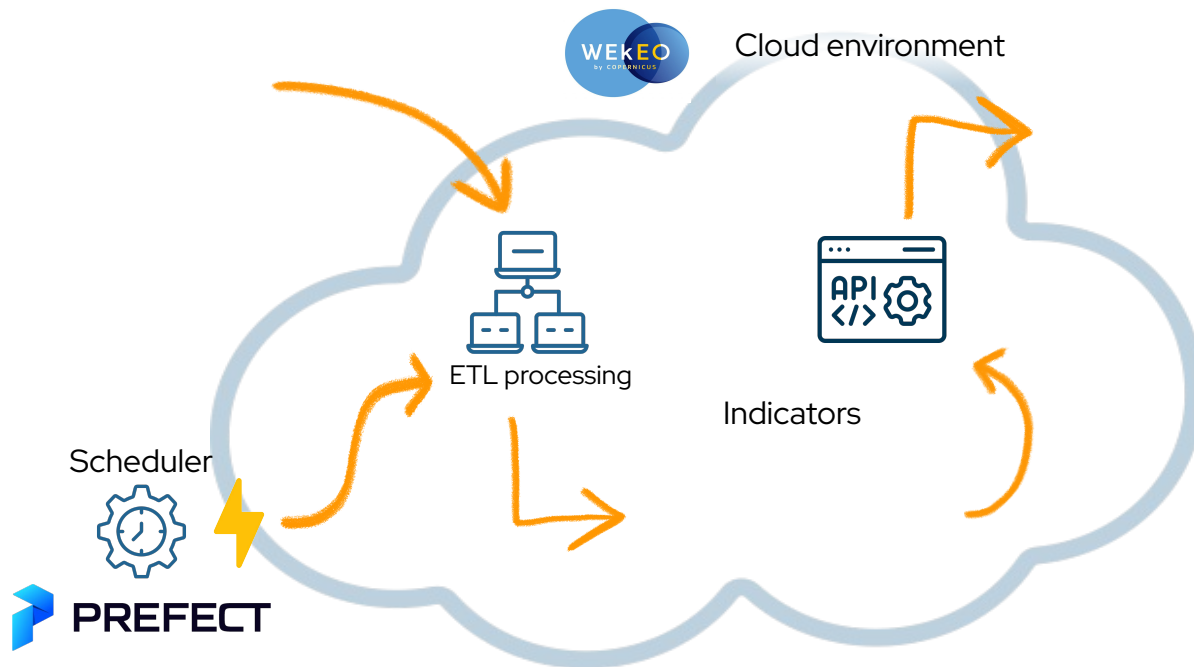 WEkEO
by COPERNICUS
Cloud environment
API
</>
ETL processing
Indicators
Scheduler
PREFECT